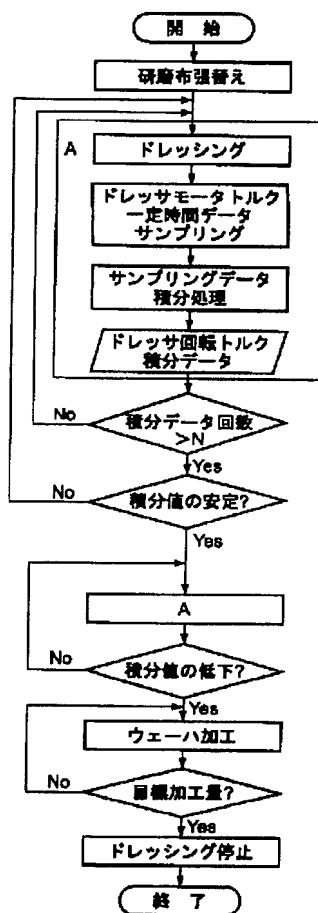 開 始
研磨布張替え
A
ドレッシング
ドレッサモータトルク
一定時間データ
サンプリング
サンプリングデータ
積分処理
ドレッサ回転トルク
積分データ
No
積分データ回数
＞N
Yes
No
積分値の安定?
Yes
A
No
積分値の低下?
Yes
ウェーハ加工
No
目標加工量?
Yes
ドレッシング停止
終 了